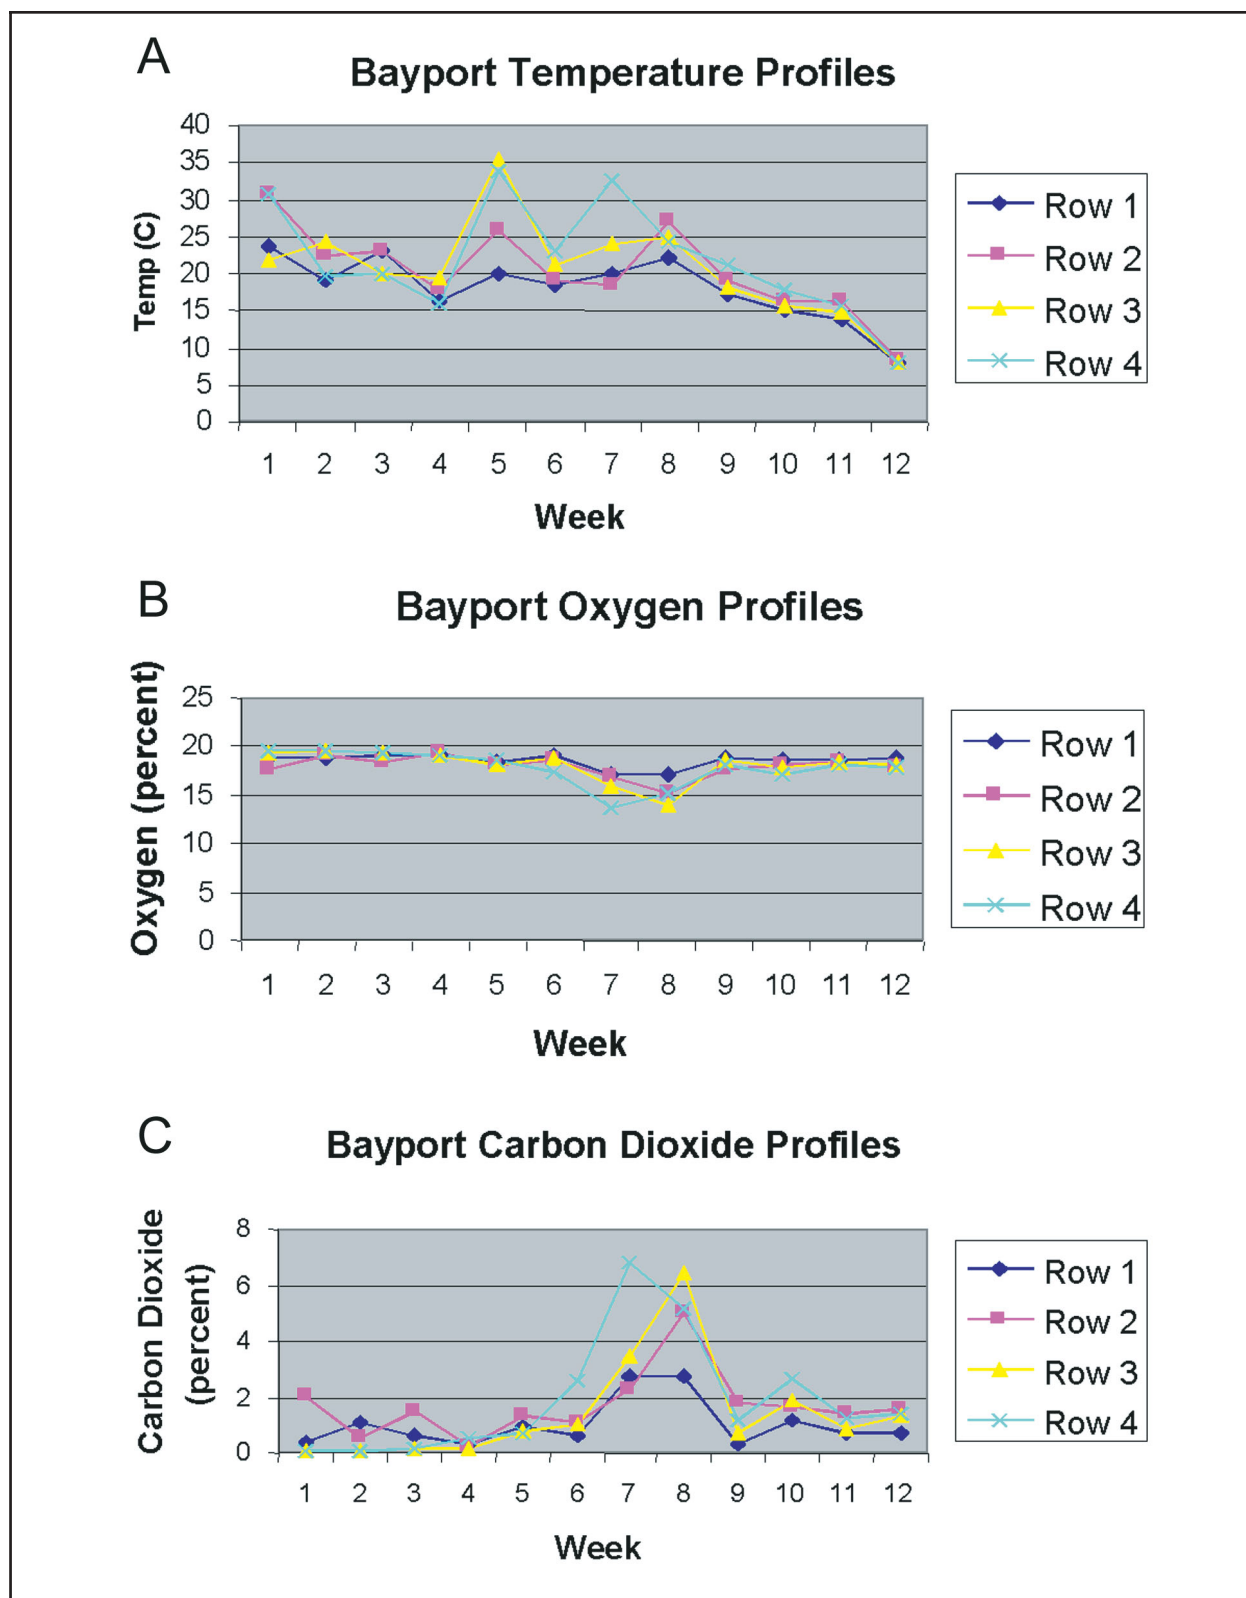 A
Bayport Temperature Profiles
40
35
30
25
20
15
10
5
0
Temp (C)
1 2 3 4 5 6 7 8 9 10 11 12
Week
Row 1
Row 2
Row 3
Row 4
B
Bayport Oxygen Profiles
25
20
15
10
5
0
Oxygen (percent)
1 2 3 4 5 6 7 8 9 10 11 12
Week
Row 1
Row 2
Row 3
Row 4
C
Bayport Carbon Dioxide Profiles
8
6
4
2
0
Carbon Dioxide
(percent)
1 2 3 4 5 6 7 8 9 10 11 12
Week
Row 1
Row 2
Row 3
Row 4